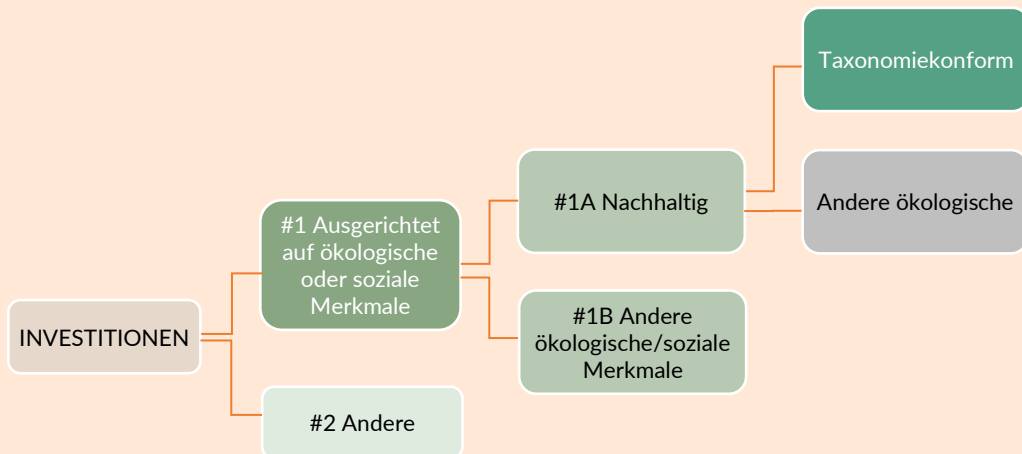 Taxonomiekonform
Andere ökologische
#1A Nachhaltig
#1 Ausgerichtet
auf ökologische
oder soziale
Merkmale
#1B Andere
ökologische/soziale
Merkmale
INVESTITIONEN
#2 Andere